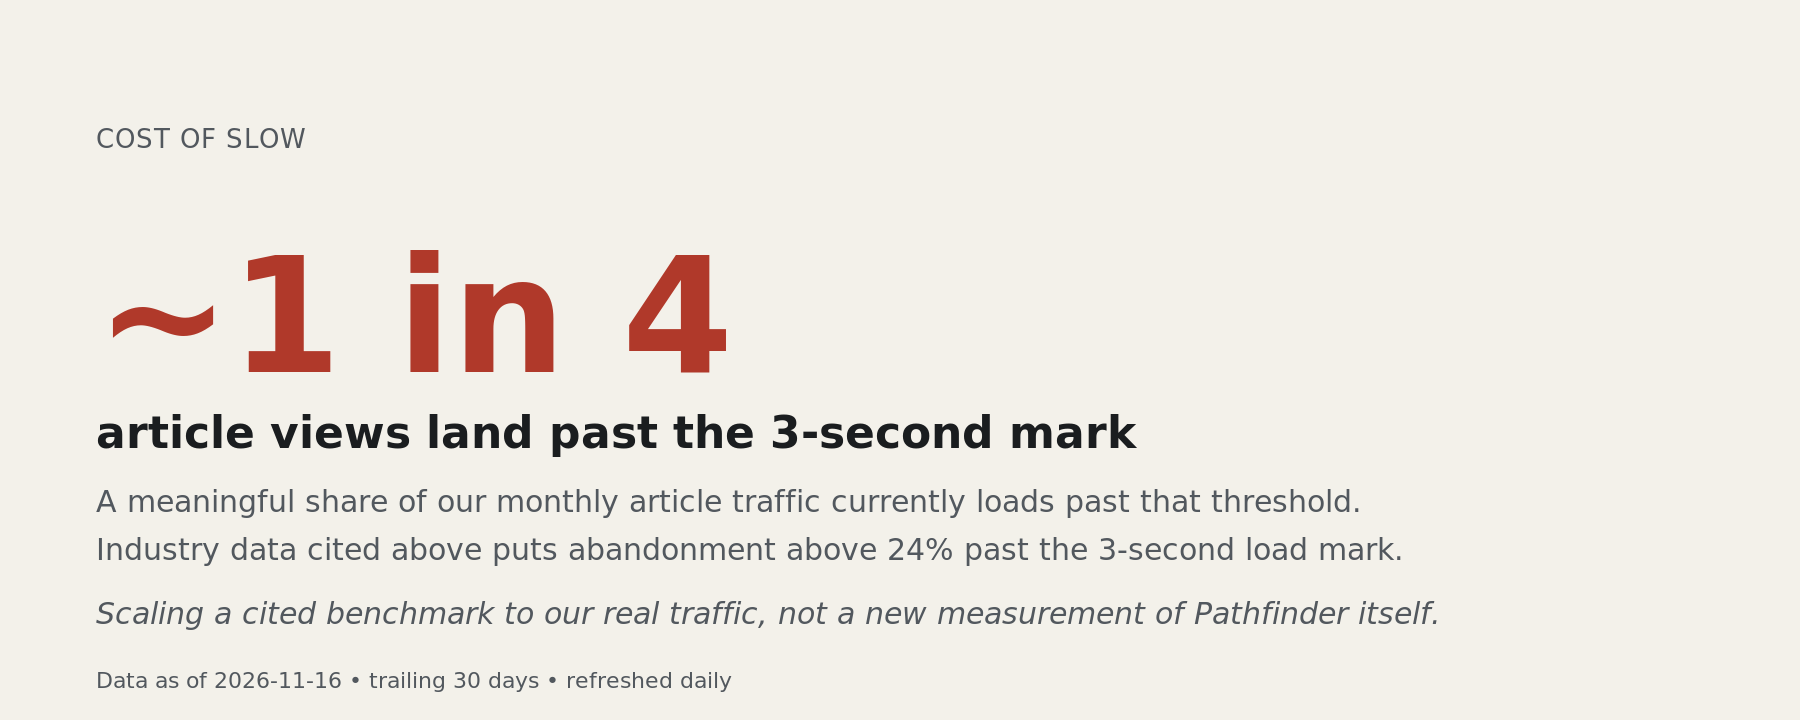 COST OF SLOW
~1 in 4
article views land past the 3-second mark
A meaningful share of our monthly article traffic currently loads past that threshold.
Industry data cited above puts abandonment above 24% past the 3-second load mark.
Scaling a cited benchmark to our real traffic, not a new measurement of Pathfinder itself.
Data as of 2026-11-16 • trailing 30 days • refreshed daily